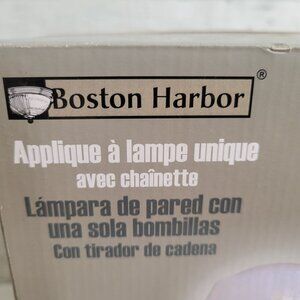 Boston Harbor®
Applique à lampe unique
avec chaînette
Lámpara de pared con
una sola bombillas
Con tirador de cadena